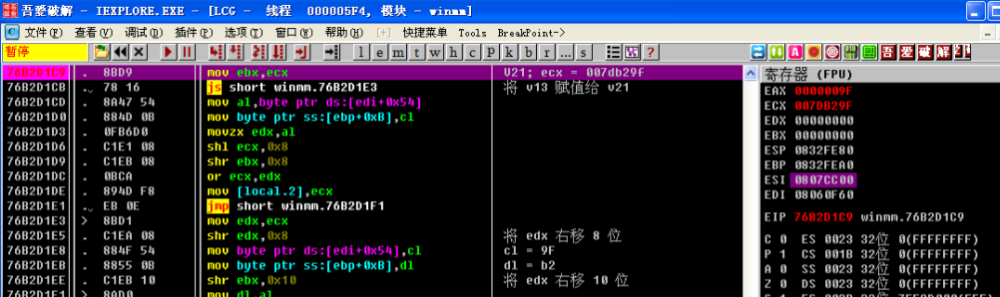 吾爱破解 - IEXPLORE.EXE - [LCG - 线程 000005F4, 模块 - winmm]
C 文件(F) 查看(V) 调试(D) 插件(P) 选项(T) 窗口(W) 帮助(H) [+] 快捷菜单 Tools BreakPoint->
暂停 l e m t w h c p k b r ... s ? 吾 爱 破 解
76B2D1C9 . 8BD9 mov ebx,ecx V21; ecx = 007db29f
76B2D1CB . 78 16 js short winmm.76B2D1E3 将 v13 赋值给 v21
76B2D1CD . 8A47 54 mov al,byte ptr ds:[edi+0x54]
76B2D1D0 . 884D 0B mov byte ptr ss:[ebp+0xB],cl
76B2D1D3 . 0FB6D0 movzx edx,al
76B2D1D6 . C1E1 08 shl ecx,0x8
76B2D1D9 . C1EB 08 shr ebx,0x8
76B2D1DC . 0BCA or ecx,edx
76B2D1DE . 894D F8 mov [local.2],ecx
76B2D1E1 . EB 0E jmp short winmm.76B2D1F1
76B2D1E3 > 8BD1 mov edx,ecx
76B2D1E5 . C1EA 08 shr edx,0x8 将 edx 右移 8 位
76B2D1E8 . 884F 54 mov byte ptr ds:[edi+0x54],cl cl = 9F
76B2D1EB . 8855 0B mov byte ptr ss:[ebp+0xB],dl dl = b2
76B2D1EE . C1EB 10 shr ebx,0x10 将 edx 右移 10 位
76B2D1F1 > 8AD0 mov dl,al
寄存器 (FPU)
EAX 0000009F
ECX 007DB29F
EDX 00000000
EBX 00000000
ESP 0832FE80
EBP 0832FEA0
ESI 0807CC00
EDI 08060F60
EIP 76B2D1C9 winmm.76B2D1C9
C 0 ES 0023 32位 0(FFFFFFFF)
P 1 CS 001B 32位 0(FFFFFFFF)
A 0 SS 0023 32位 0(FFFFFFFF)
Z 0 DS 0023 32位 0(FFFFFFFF)